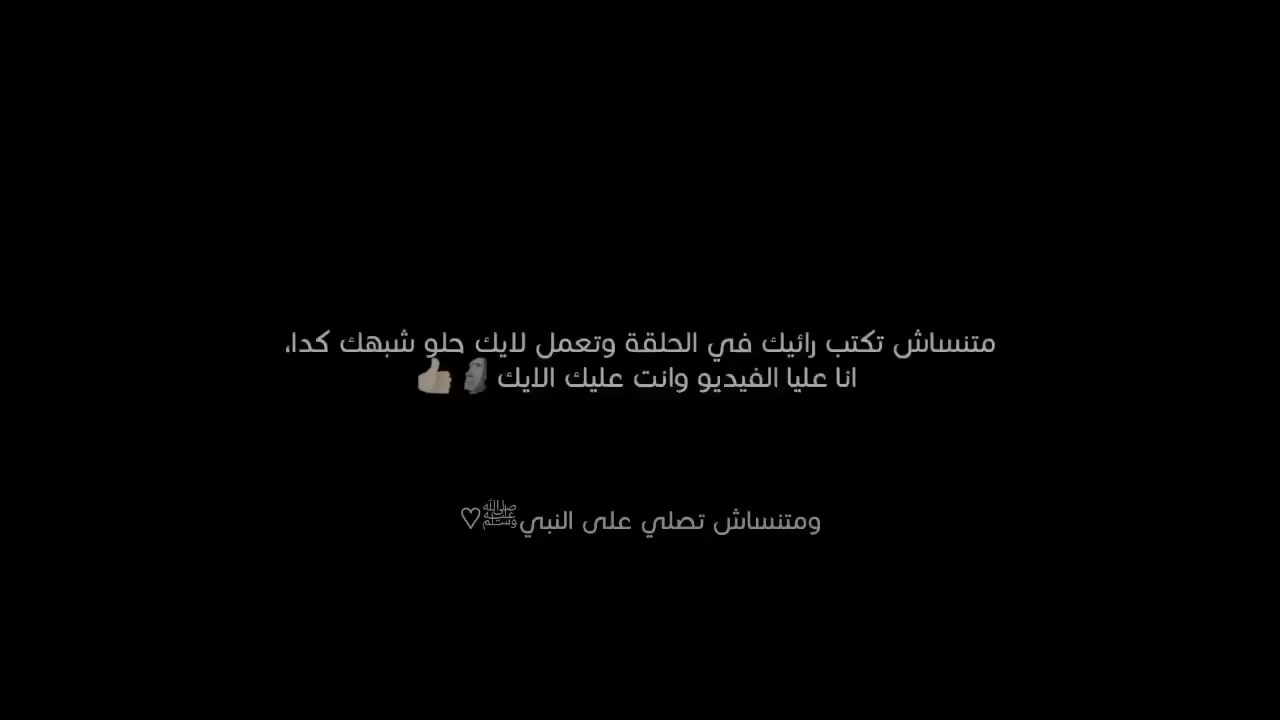 متنساش تكتب رائيك في الحلقة وتعمل لايك حلو شبهك كدا،
انا عليا الفيديو وانت عليك الايك 🗿👍🏼
ومتنساش تصلي على النبيﷺ♡